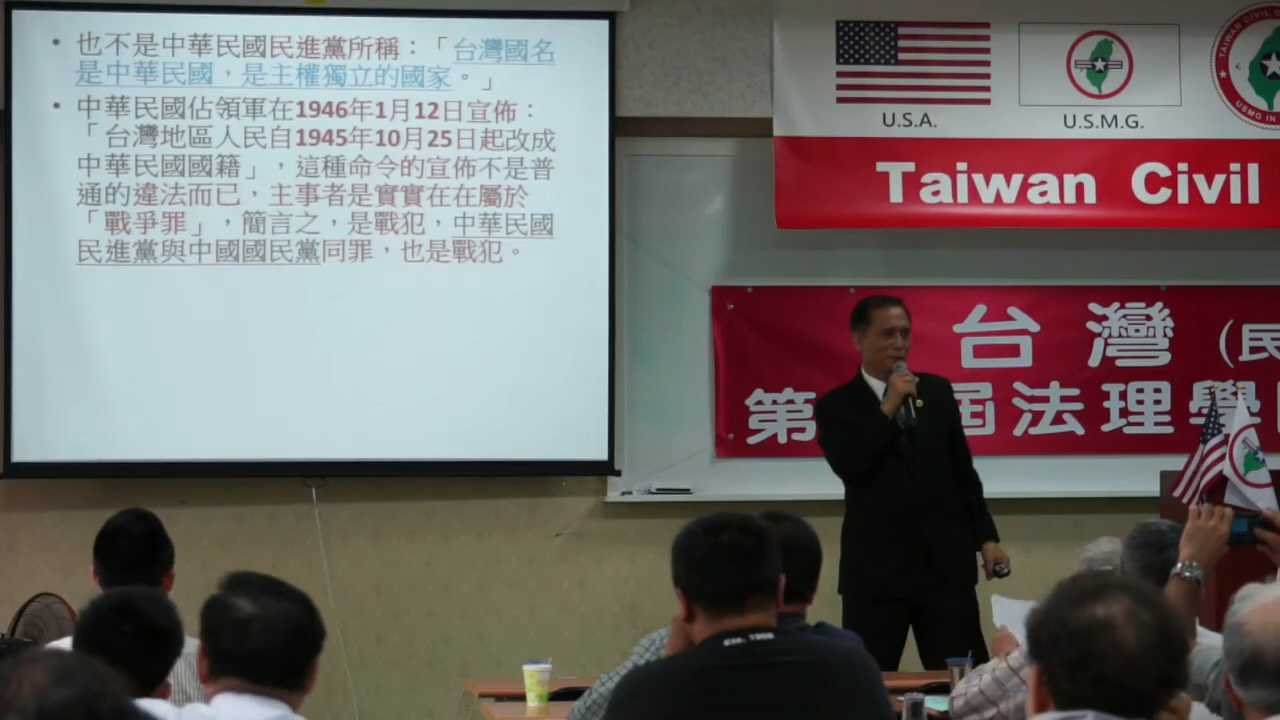 • 也不是中華民國民進黨所稱：「台灣國名
是中華民國，是主權獨立的國家。」
• 中華民國佔領軍在1946年1月12日宣佈：
「台灣地區人民自1945年10月25日起改成
中華民國國籍」，這種命令的宣佈不是普
通的違法而已，主事者是實實在在屬於
「戰爭罪」，簡言之，是戰犯，中華民國
民進黨與中國國民黨同罪，也是戰犯。
U.S.A.
U.S.M.G.
TAIWAN CIVIL
USMG IN
Taiwan Civil
台灣（民
第 屆法理學